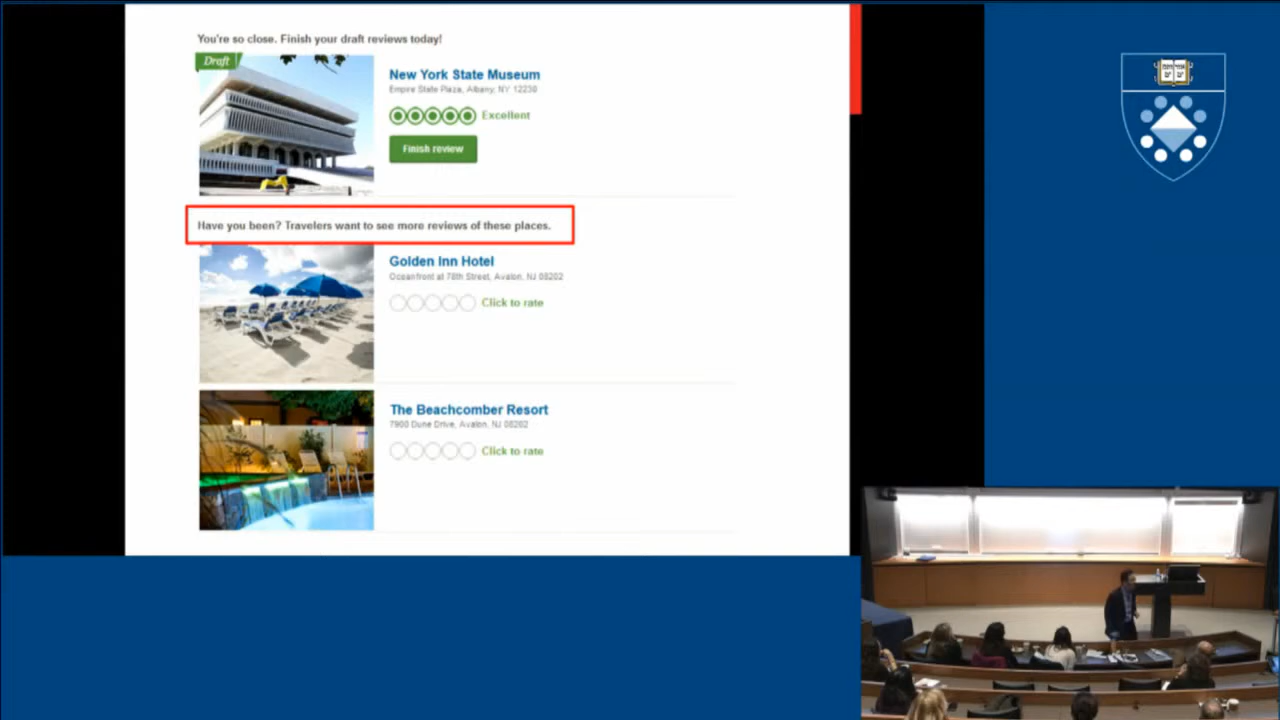 You're so close. Finish your draft reviews today!
Draft
New York State Museum
Empire State Plaza, Albany, NY 12230
Excellent
Finish review
Have you been? Travelers want to see more reviews of these places.
Golden Inn Hotel
Oceanfront at 78th Street, Avalon, NJ 08202
Click to rate
The Beachcomber Resort
7900 Dune Drive, Avalon, NJ 08202
Click to rate